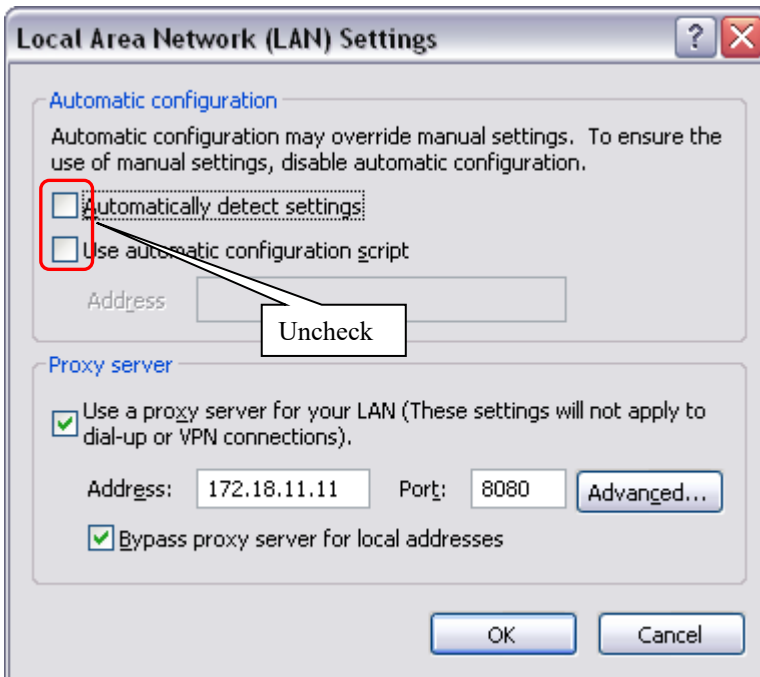 Local Area Network (LAN) Settings
?
Automatic configuration
Automatic configuration may override manual settings. To ensure the
use of manual settings, disable automatic configuration.
Automatically detect settings
Use automatic configuration script
Address
Uncheck
Proxy server
Use a proxy server for your LAN (These settings will not apply to
dial-up or VPN connections).
Address: 172.18.11.11 Port: 8080 Advanced...
Bypass proxy server for local addresses
OK Cancel